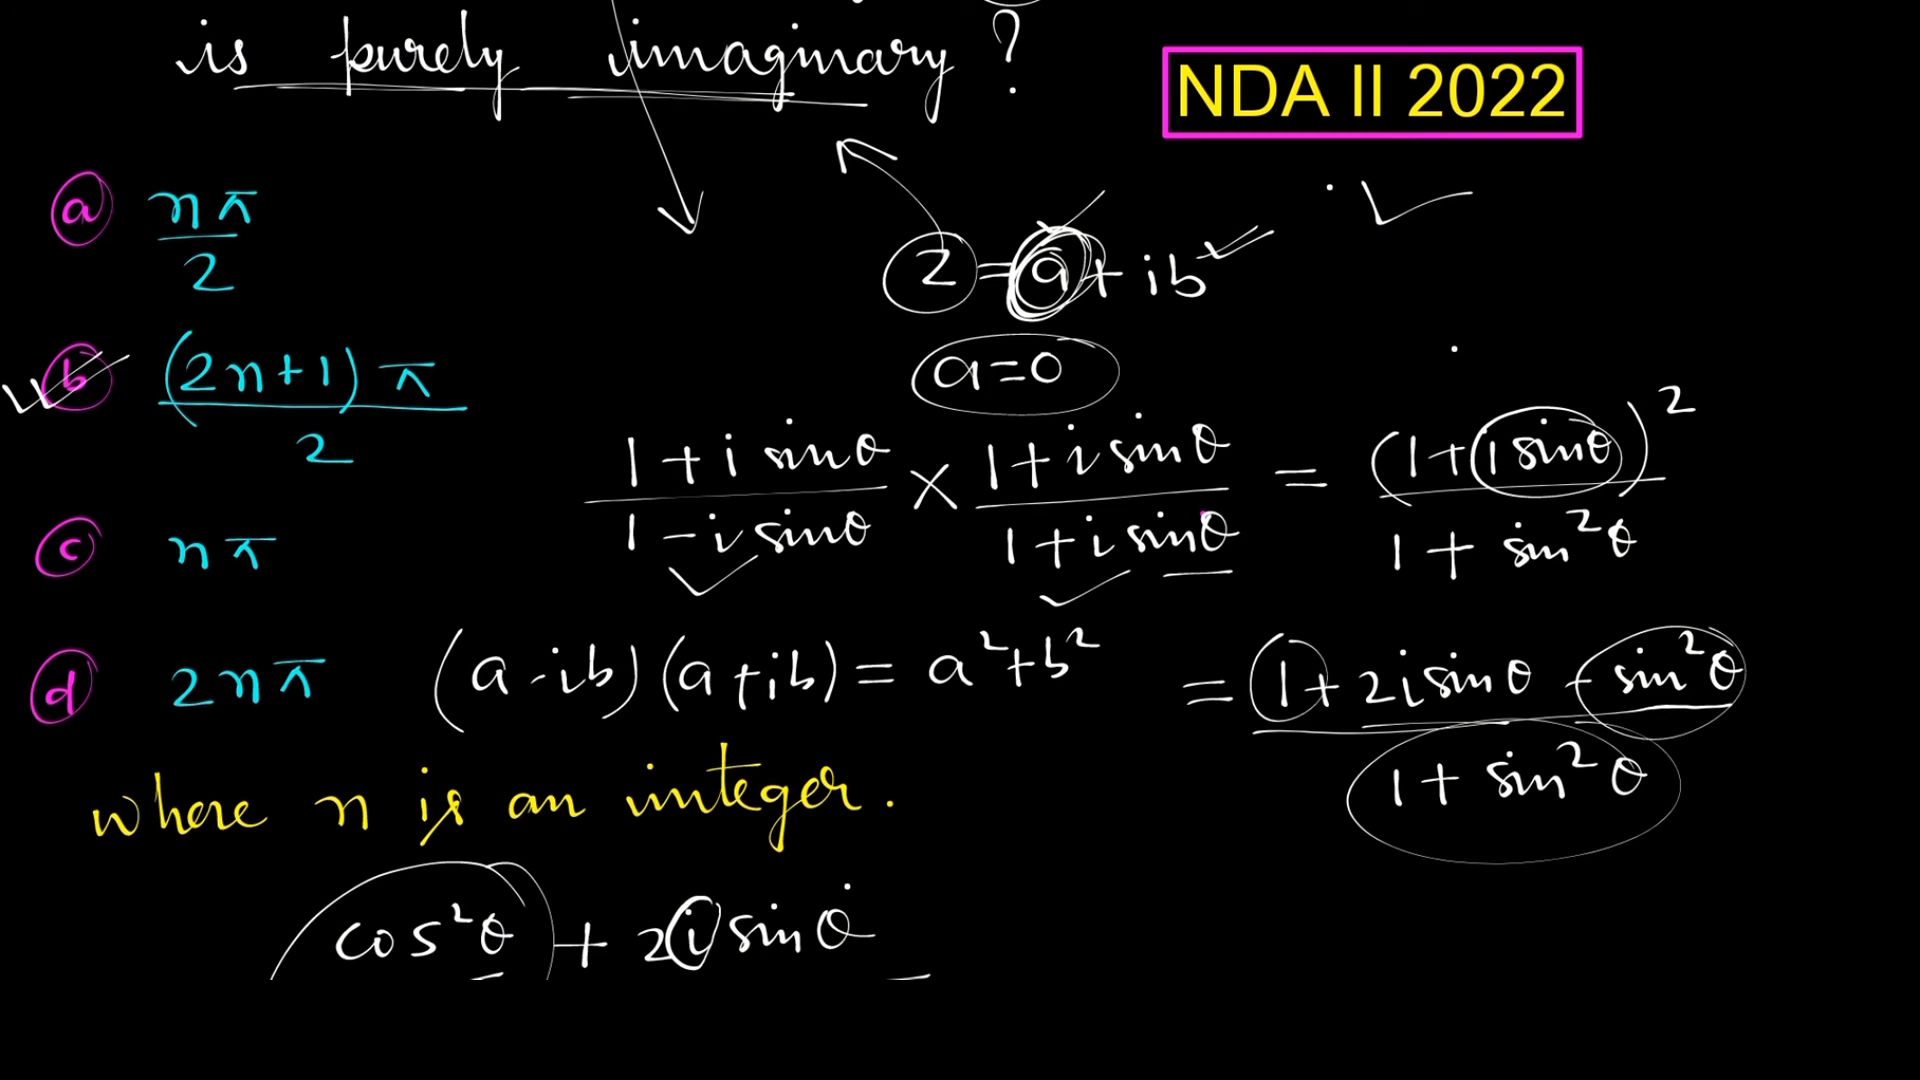 is purely imaginary ?
NDA II 2022
ⓐ nπ/2
z = a + ib
a = 0
ⓑ (2n+1)π/2
(1 + i sinθ)/(1 - i sinθ) × (1 + i sinθ)/(1 + i sinθ) = (1 + i sinθ)²/(1 + sin²θ)
ⓒ nπ
ⓓ 2nπ
(a - ib)(a + ib) = a² + b²
= (1 + 2i sinθ - sin²θ)/(1 + sin²θ)
where n is an integer.
cos²θ + 2i sinθ